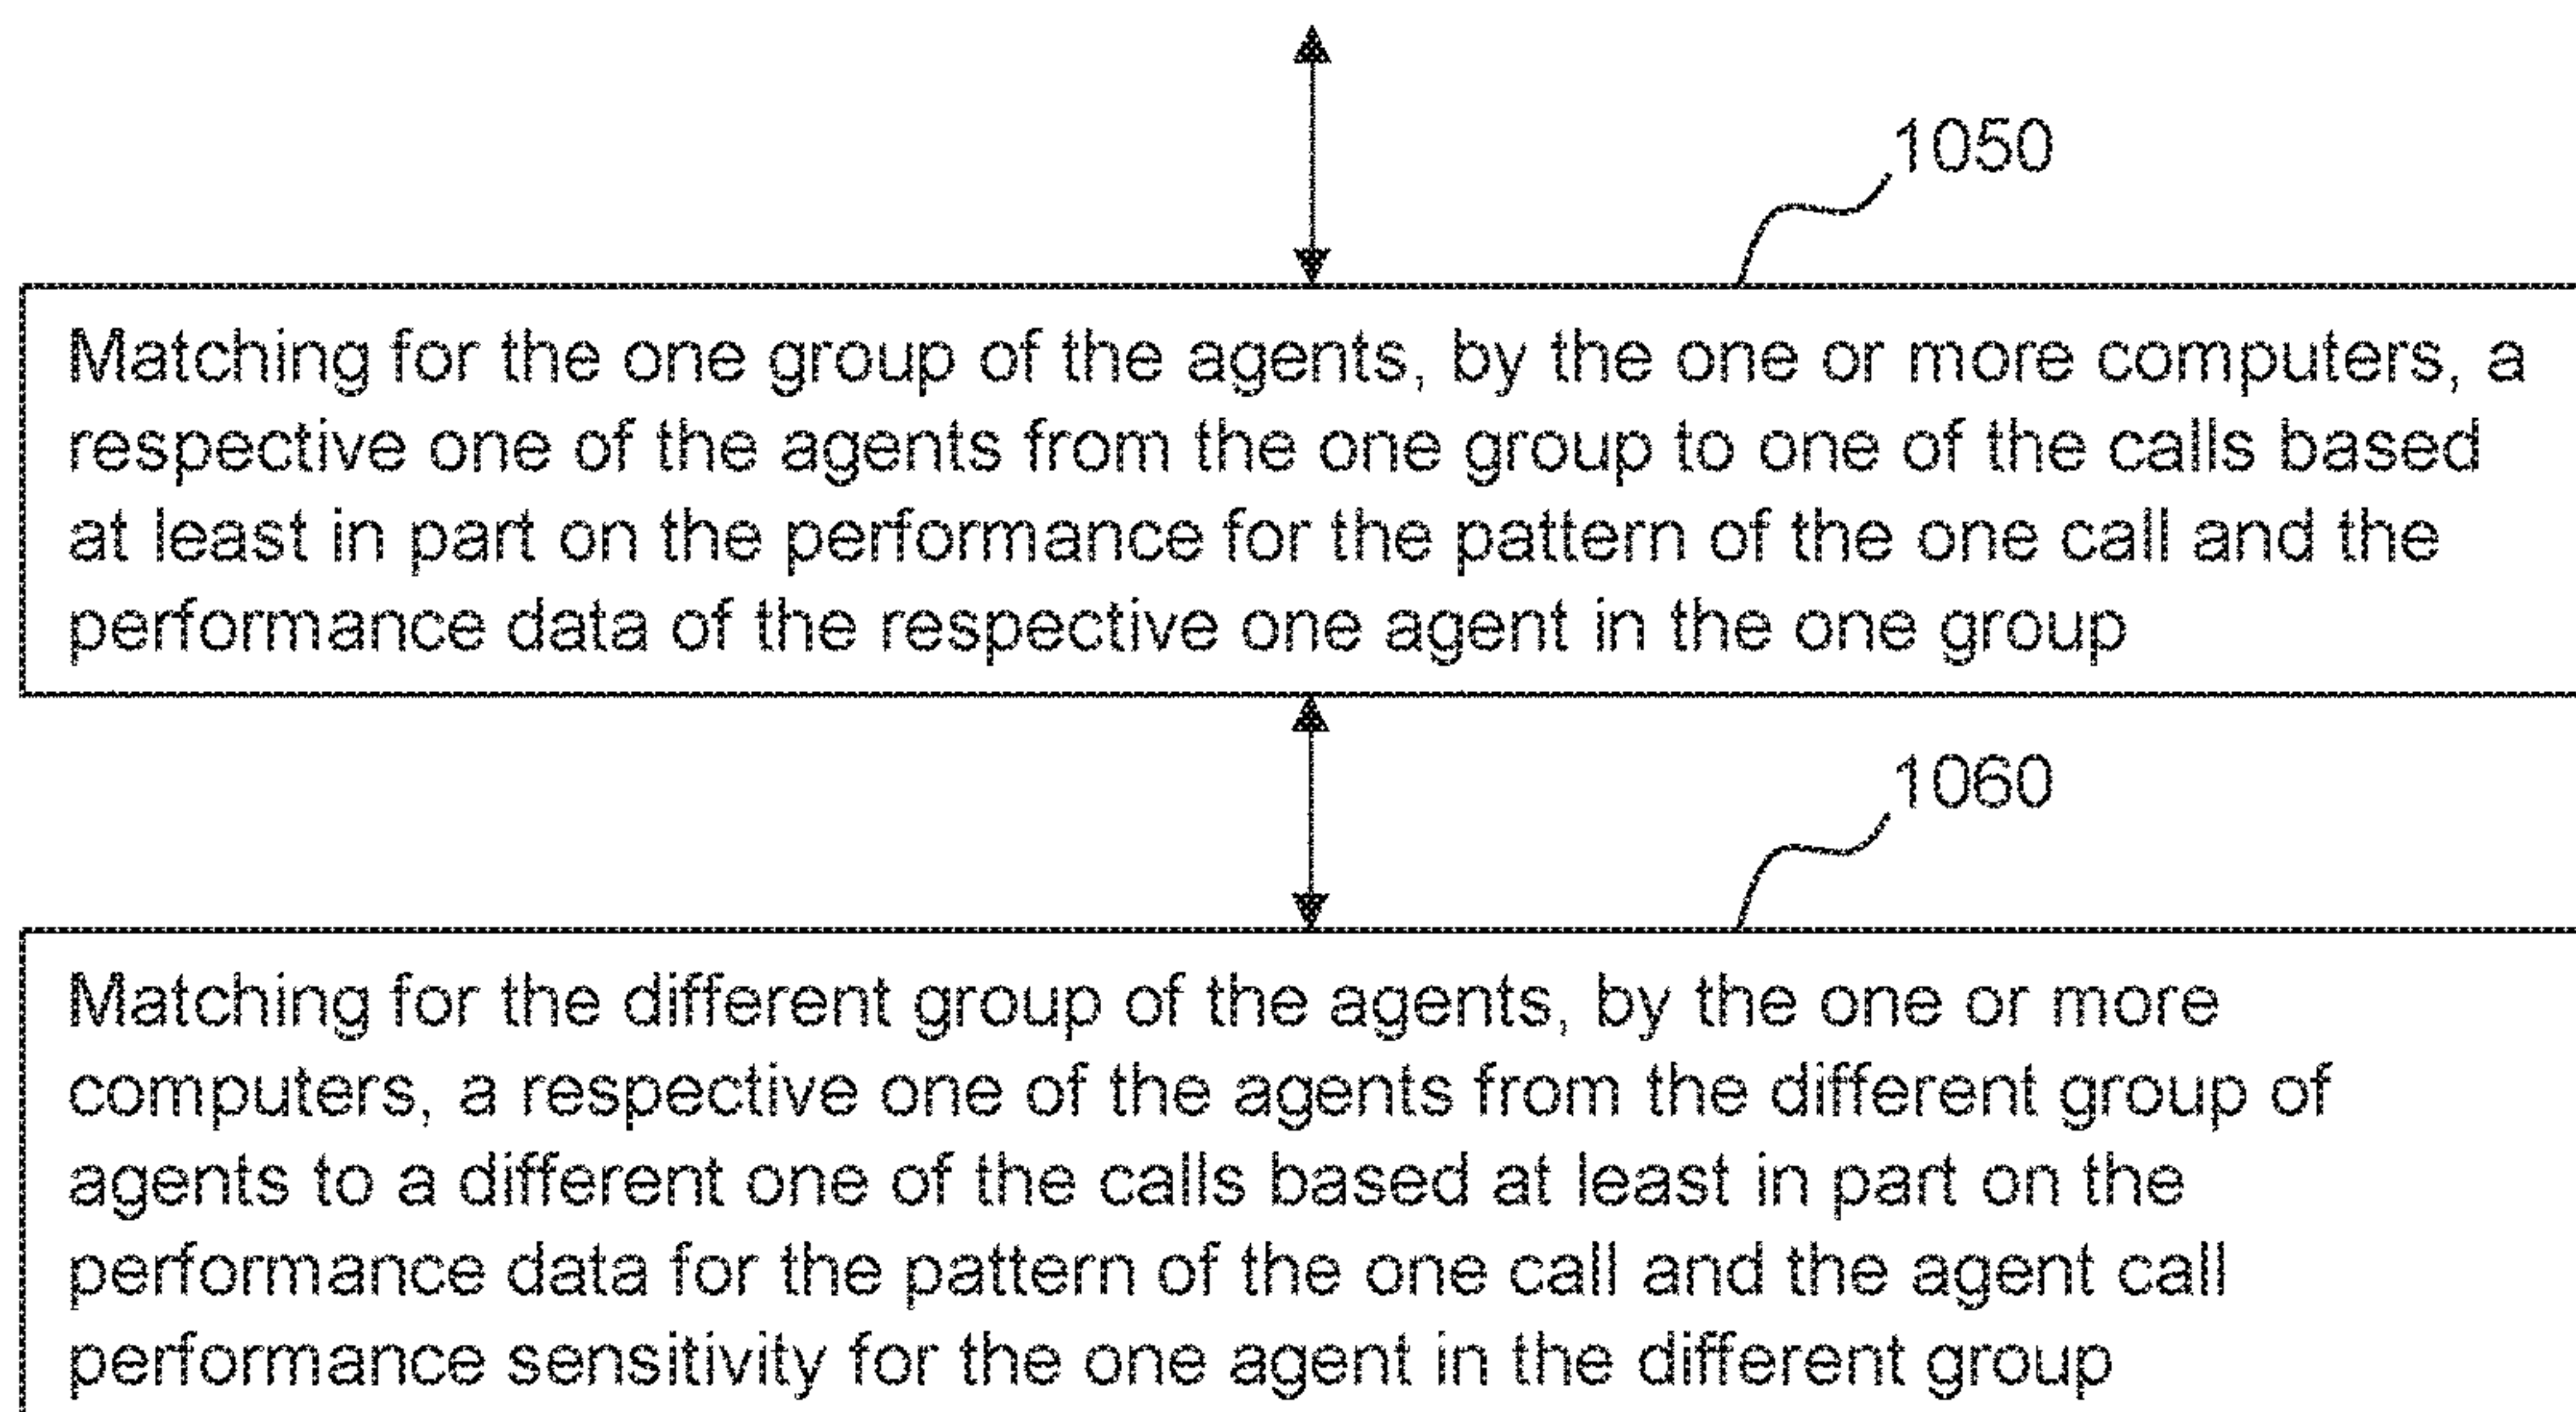 1050
Matching for the one group of the agents, by the one or more computers, a
respective one of the agents from the one group to one of the calls based
at least in part on the performance for the pattern of the one call and the
performance data of the respective one agent in the one group
1060
Matching for the different group of the agents, by the one or more
computers, a respective one of the agents from the different group of
agents to a different one of the calls based at least in part on the
performance data for the pattern of the one call and the agent call
performance sensitivity for the one agent in the different group